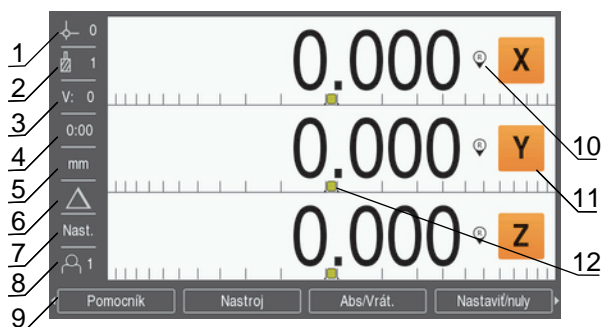 1
0
0.000
® X
2
1
3
V: 0
4
0:00
0.000
® Y
10
5
mm
11
6
7
Nast.
0.000
® Z
12
8
1
9
Pomocník
Nastroj
Abs/Vrát.
Nastaviť/nuly